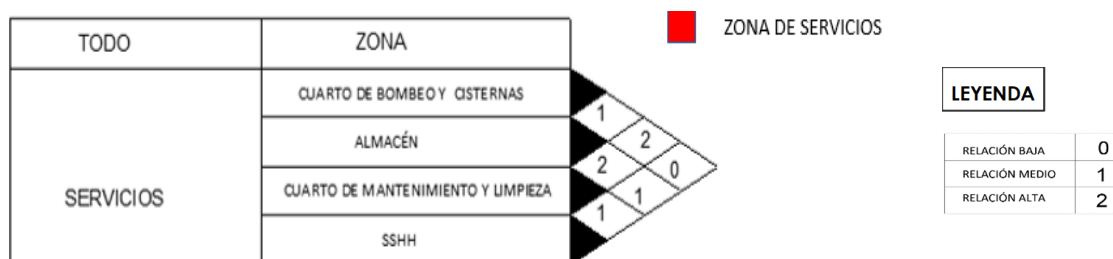 TODO
ZONA
ZONA DE SERVICIOS
SERVICIOS
CUARTO DE BOMBEO Y CISTERNAS
ALMACÉN
CUARTO DE MANTENIMIENTO Y LIMPIEZA
SSHH
1
2
2
0
1
1
LEYENDA
RELACIÓN BAJA 0
RELACIÓN MEDIO 1
RELACIÓN ALTA 2